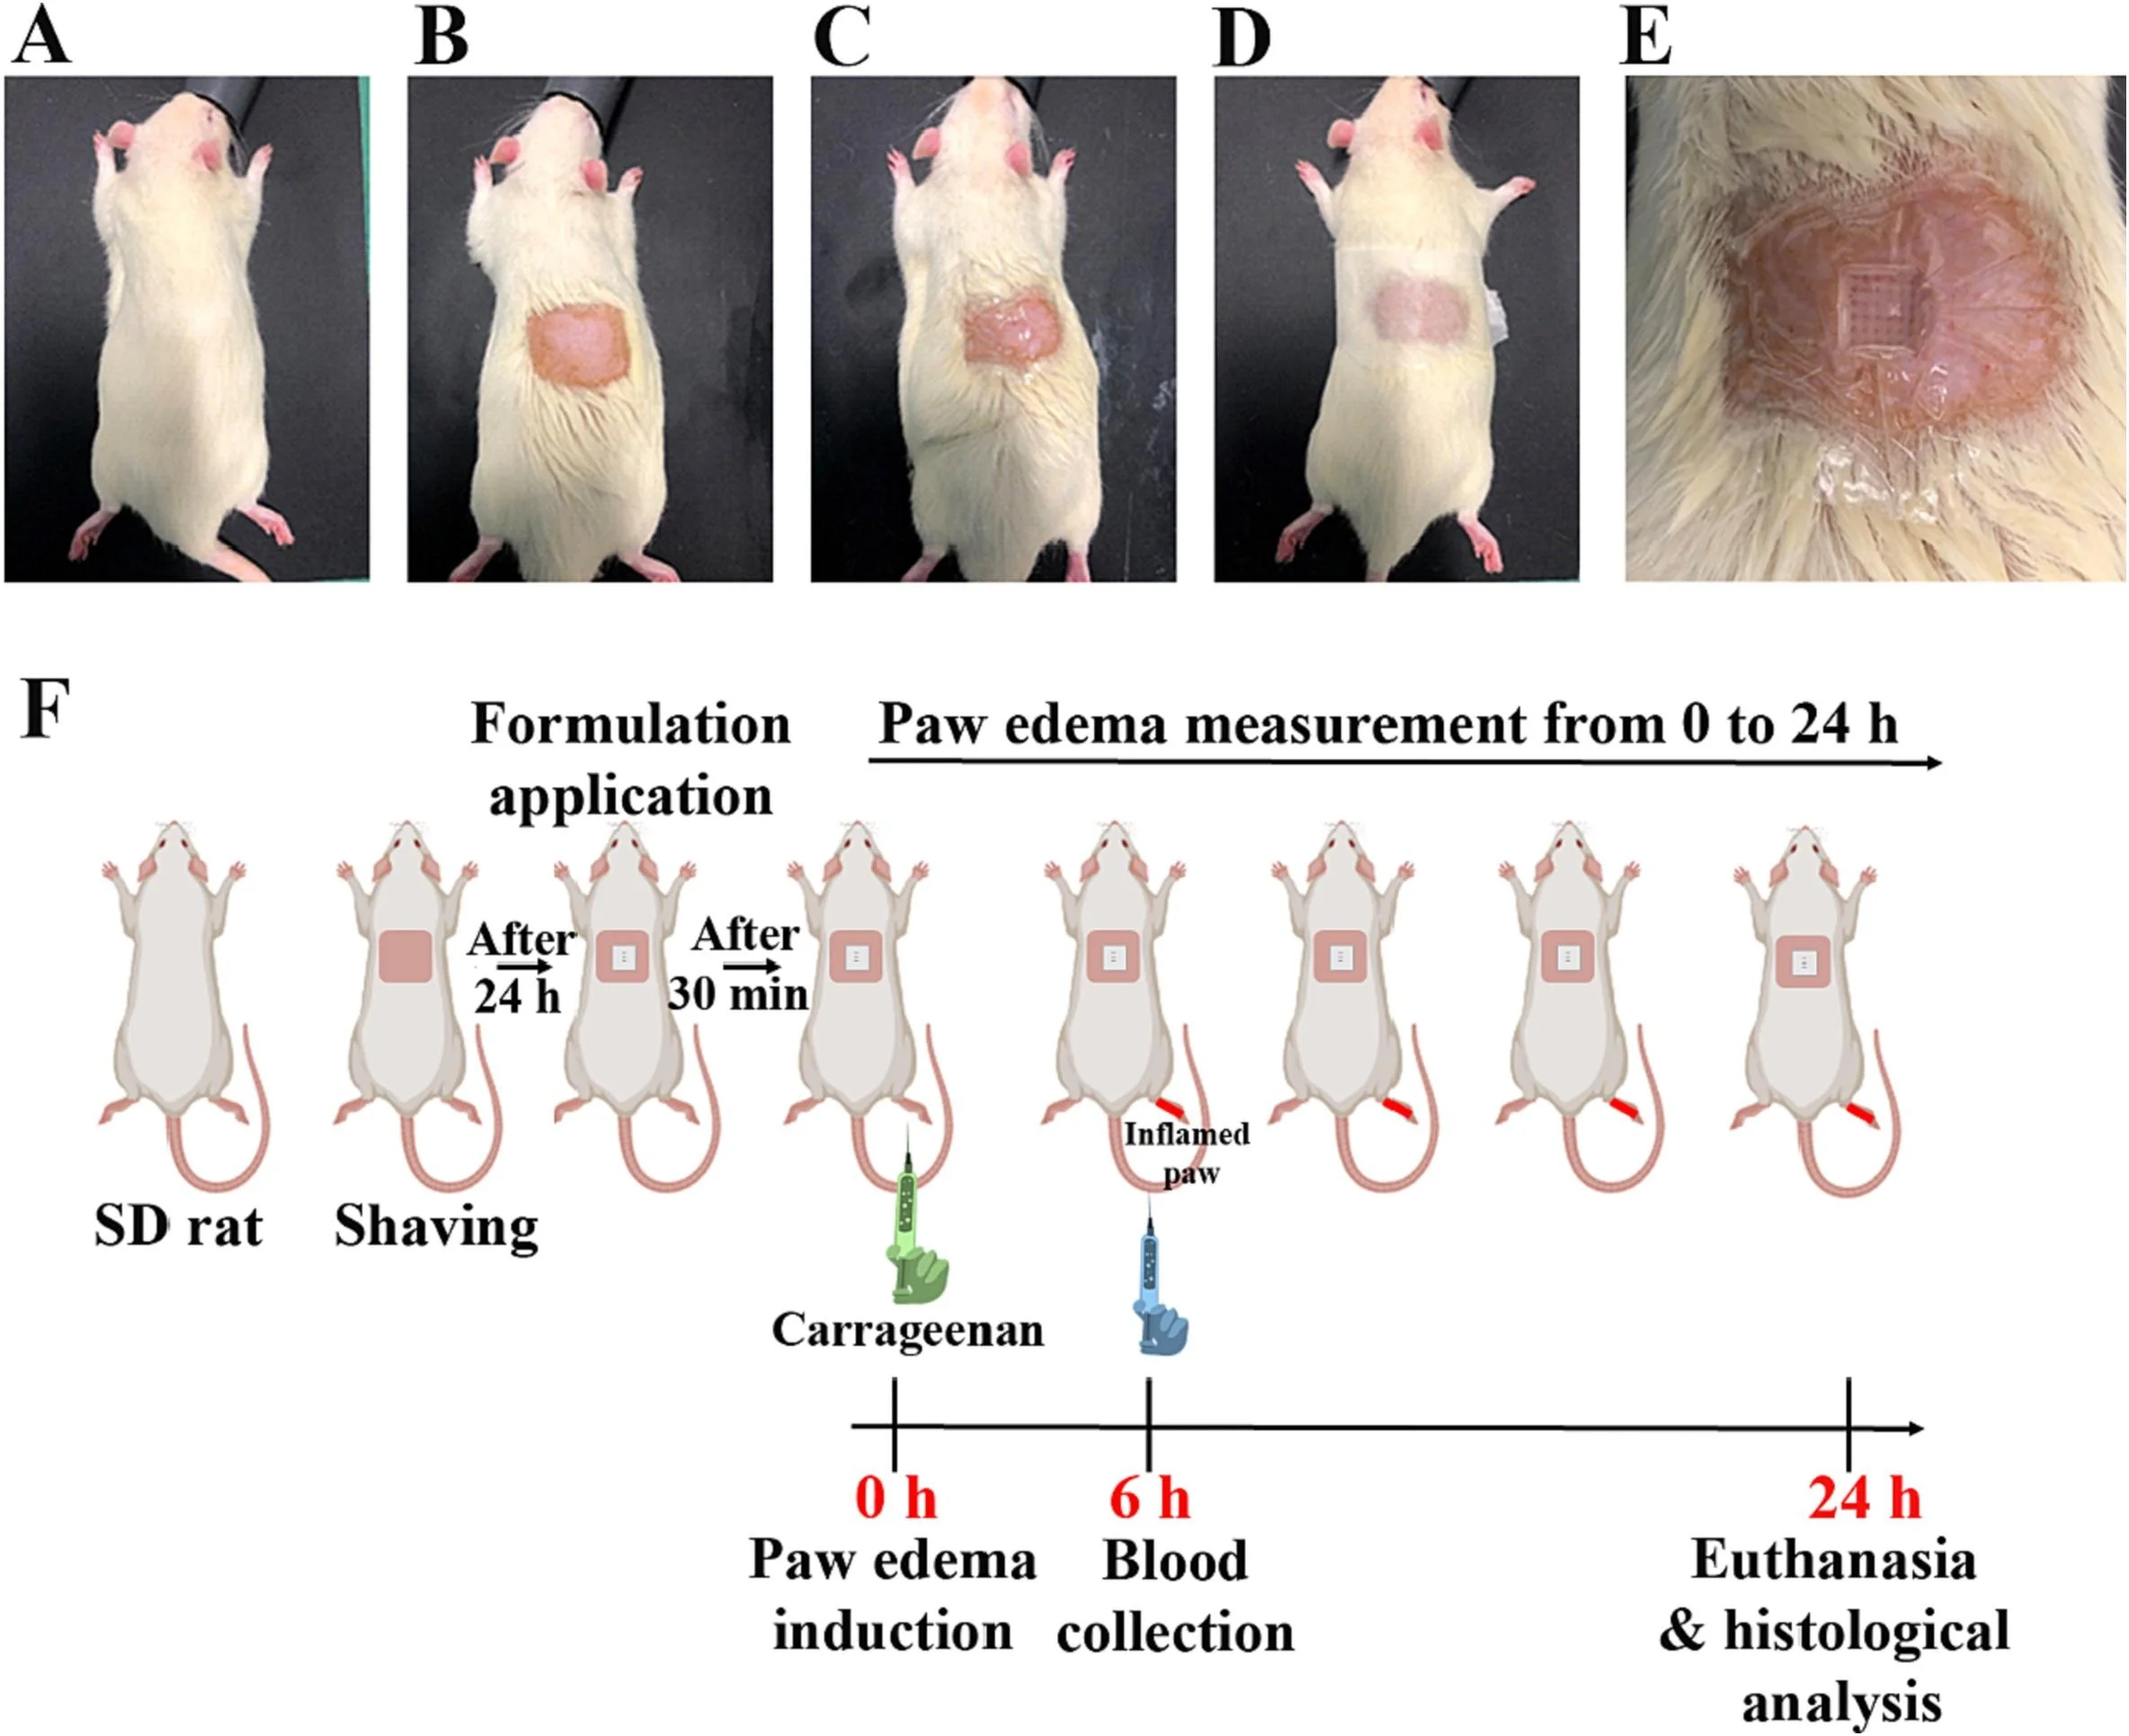 A
B
C
D
E
F
Formulation
application
Paw edema measurement from 0 to 24 h
After
24 h
After
30 min
Inflamed
paw
SD rat
Shaving
Carrageenan
0 h
6 h
24 h
Paw edema
induction
Blood
collection
Euthanasia
& histological
analysis